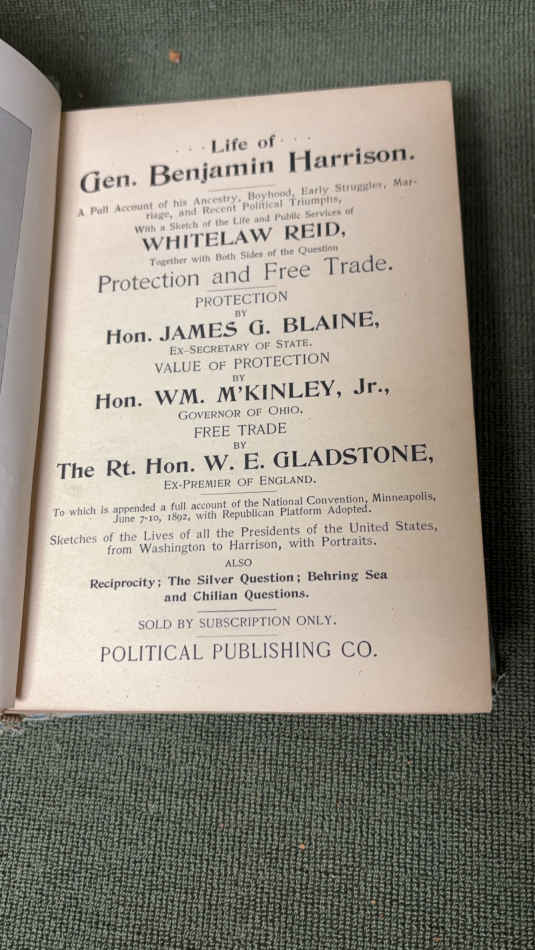 . . . Life of . . .
Gen. Benjamin Harrison.
A Full Account of his Ancestry, Boyhood, Early Struggles, Mar-
riage, and Recent Political Triumphs,
With a Sketch of the Life and Public Services of
WHITELAW REID,
Together with Both Sides of the Question
Protection and Free Trade.
PROTECTION
BY
Hon. JAMES G. BLAINE,
Ex-Secretary of State.
VALUE OF PROTECTION
BY
Hon. WM. M'KINLEY, Jr.,
Governor of Ohio.
FREE TRADE
BY
The Rt. Hon. W. E. GLADSTONE,
Ex-Premier of England.
To which is appended a full account of the National Convention, Minneapolis,
June 7-10, 1892, with Republican Platform Adopted.
Sketches of the Lives of all the Presidents of the United States,
from Washington to Harrison, with Portraits.
ALSO
Reciprocity; The Silver Question; Behring Sea
and Chilian Questions.
SOLD BY SUBSCRIPTION ONLY.
POLITICAL PUBLISHING CO.